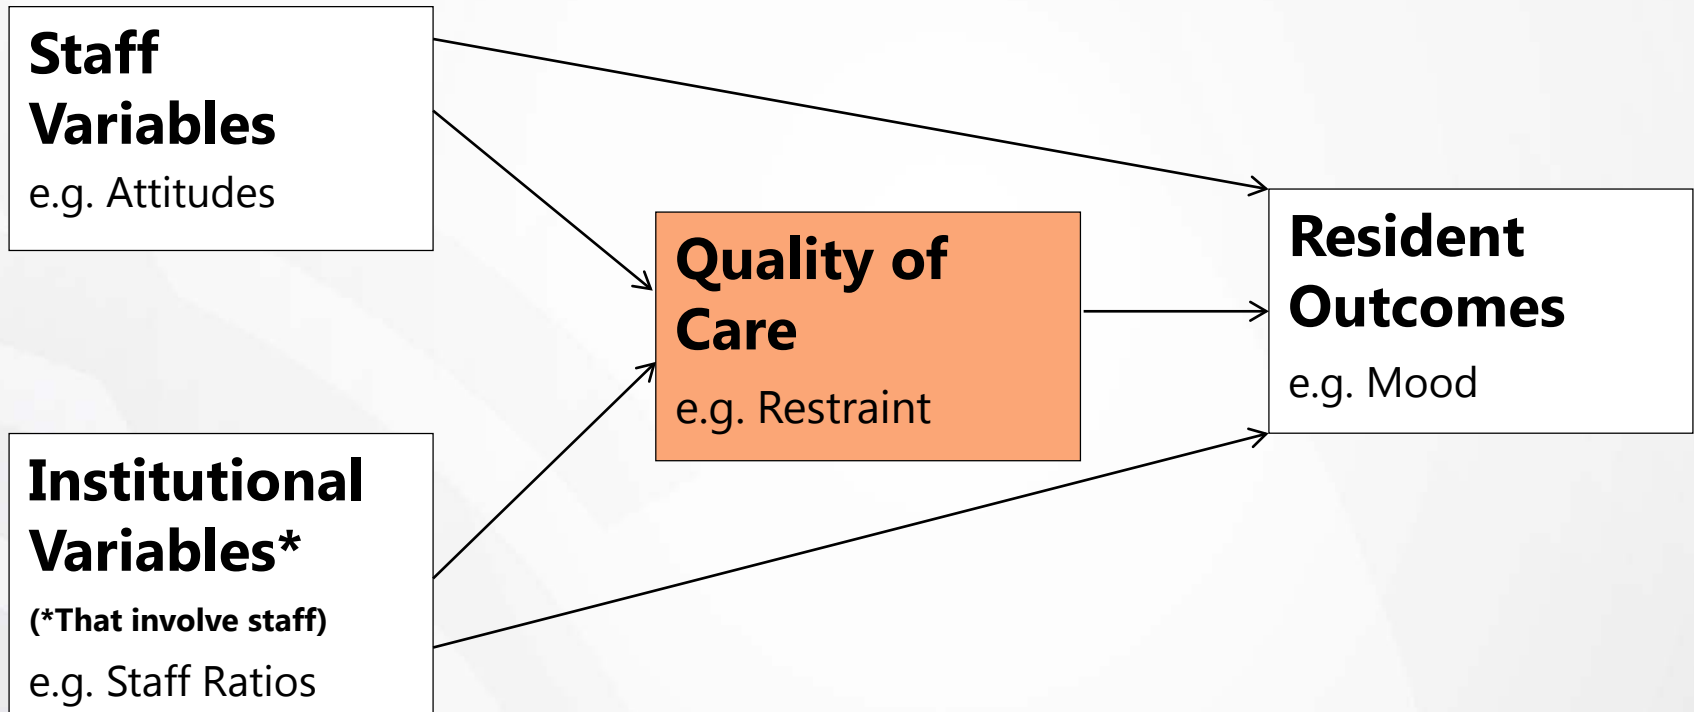 Staff
Variables
e.g. Attitudes
Quality of
Care
e.g. Restraint
Resident
Outcomes
e.g. Mood
Institutional
Variables*
(*That involve staff)
e.g. Staff Ratios